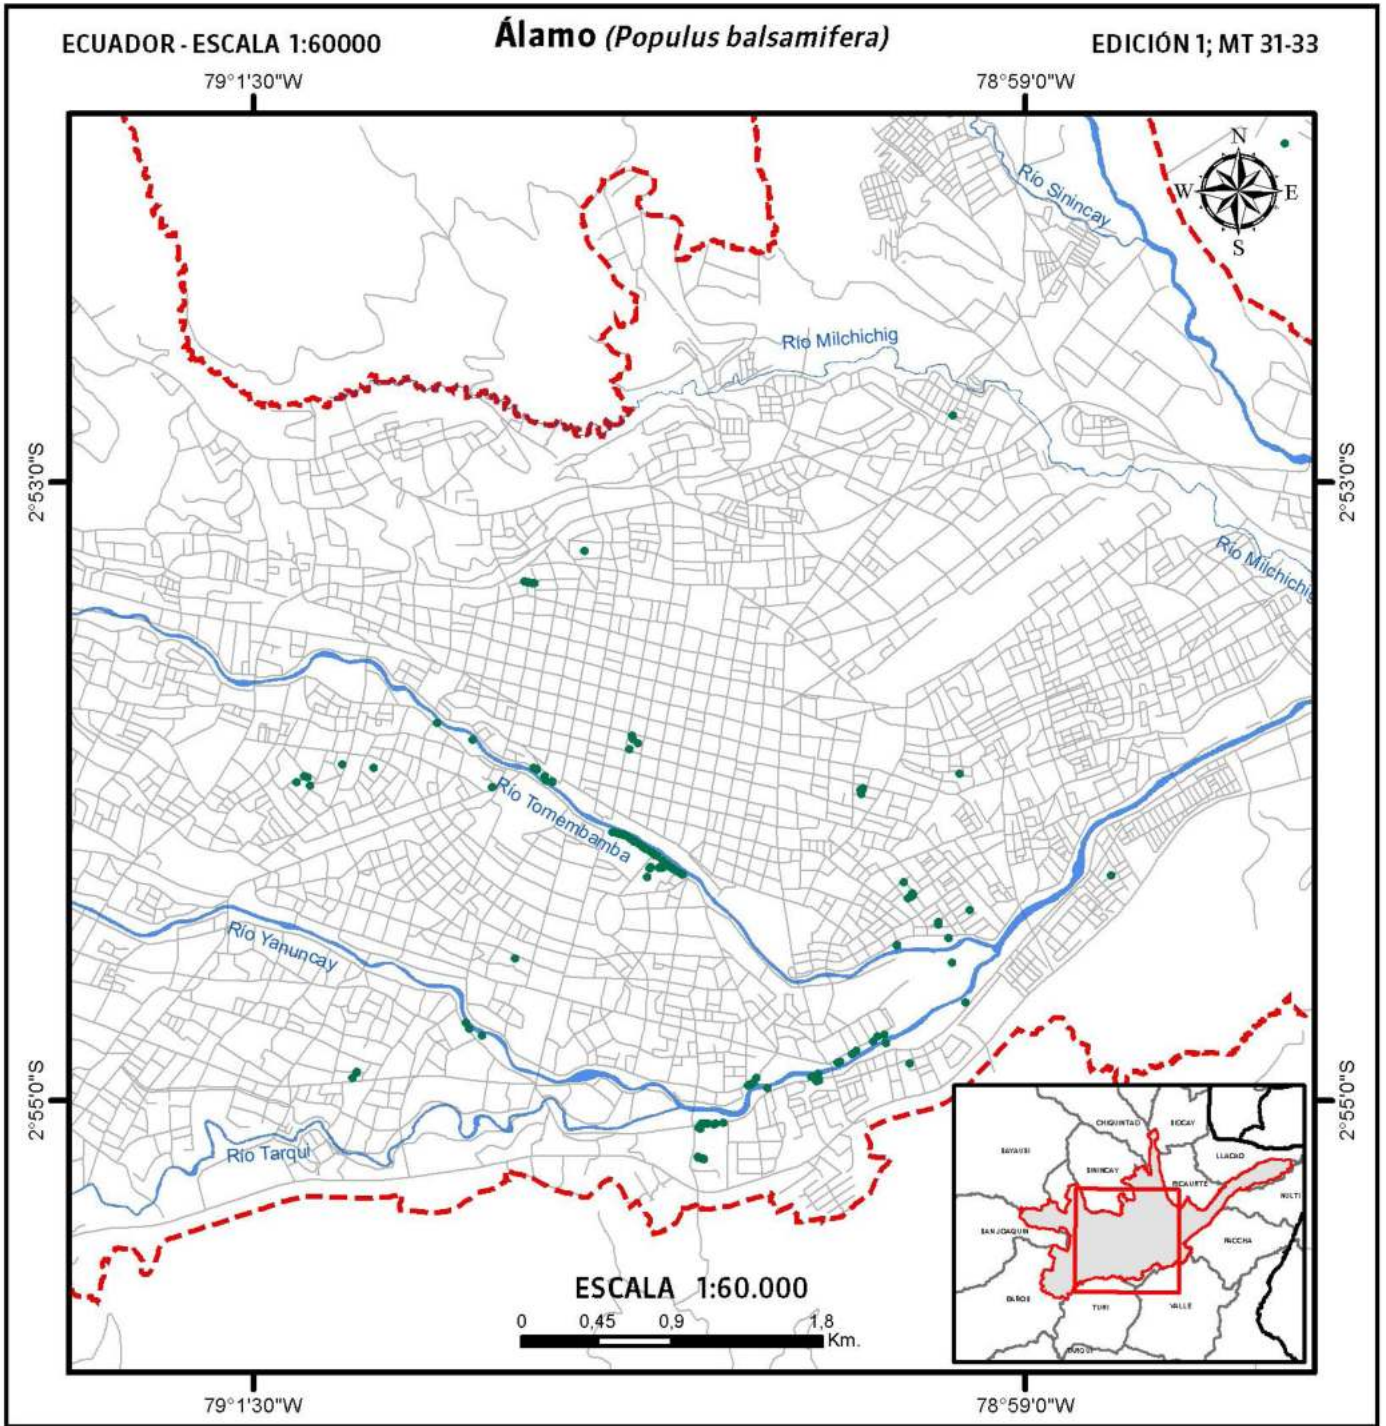 Álamo (Populus balsamifera)
ECUADOR - ESCALA 1:60000
EDICIÓN 1; MT 31-33
79°1'30"W
78°59'0"W
N
W
E
S
Río Sinincay
Río Milchichig
2°53'0"S
2°53'0"S
Río Milchichig
Río Tomembamba
Río Yanuncay
2°55'0"S
2°55'0"S
Río Tarqui
CHIQUINTAD
SAYAUSI
SININCAY
LLACAO
RICAURTE
NULTI
SAN JOAQUIN
PACCHA
BAÑOS
TURI
VALLE
TARQUI
ESCALA 1:60.000
0 0,45 0,9 1,8
Km.
79°1'30"W
78°59'0"W